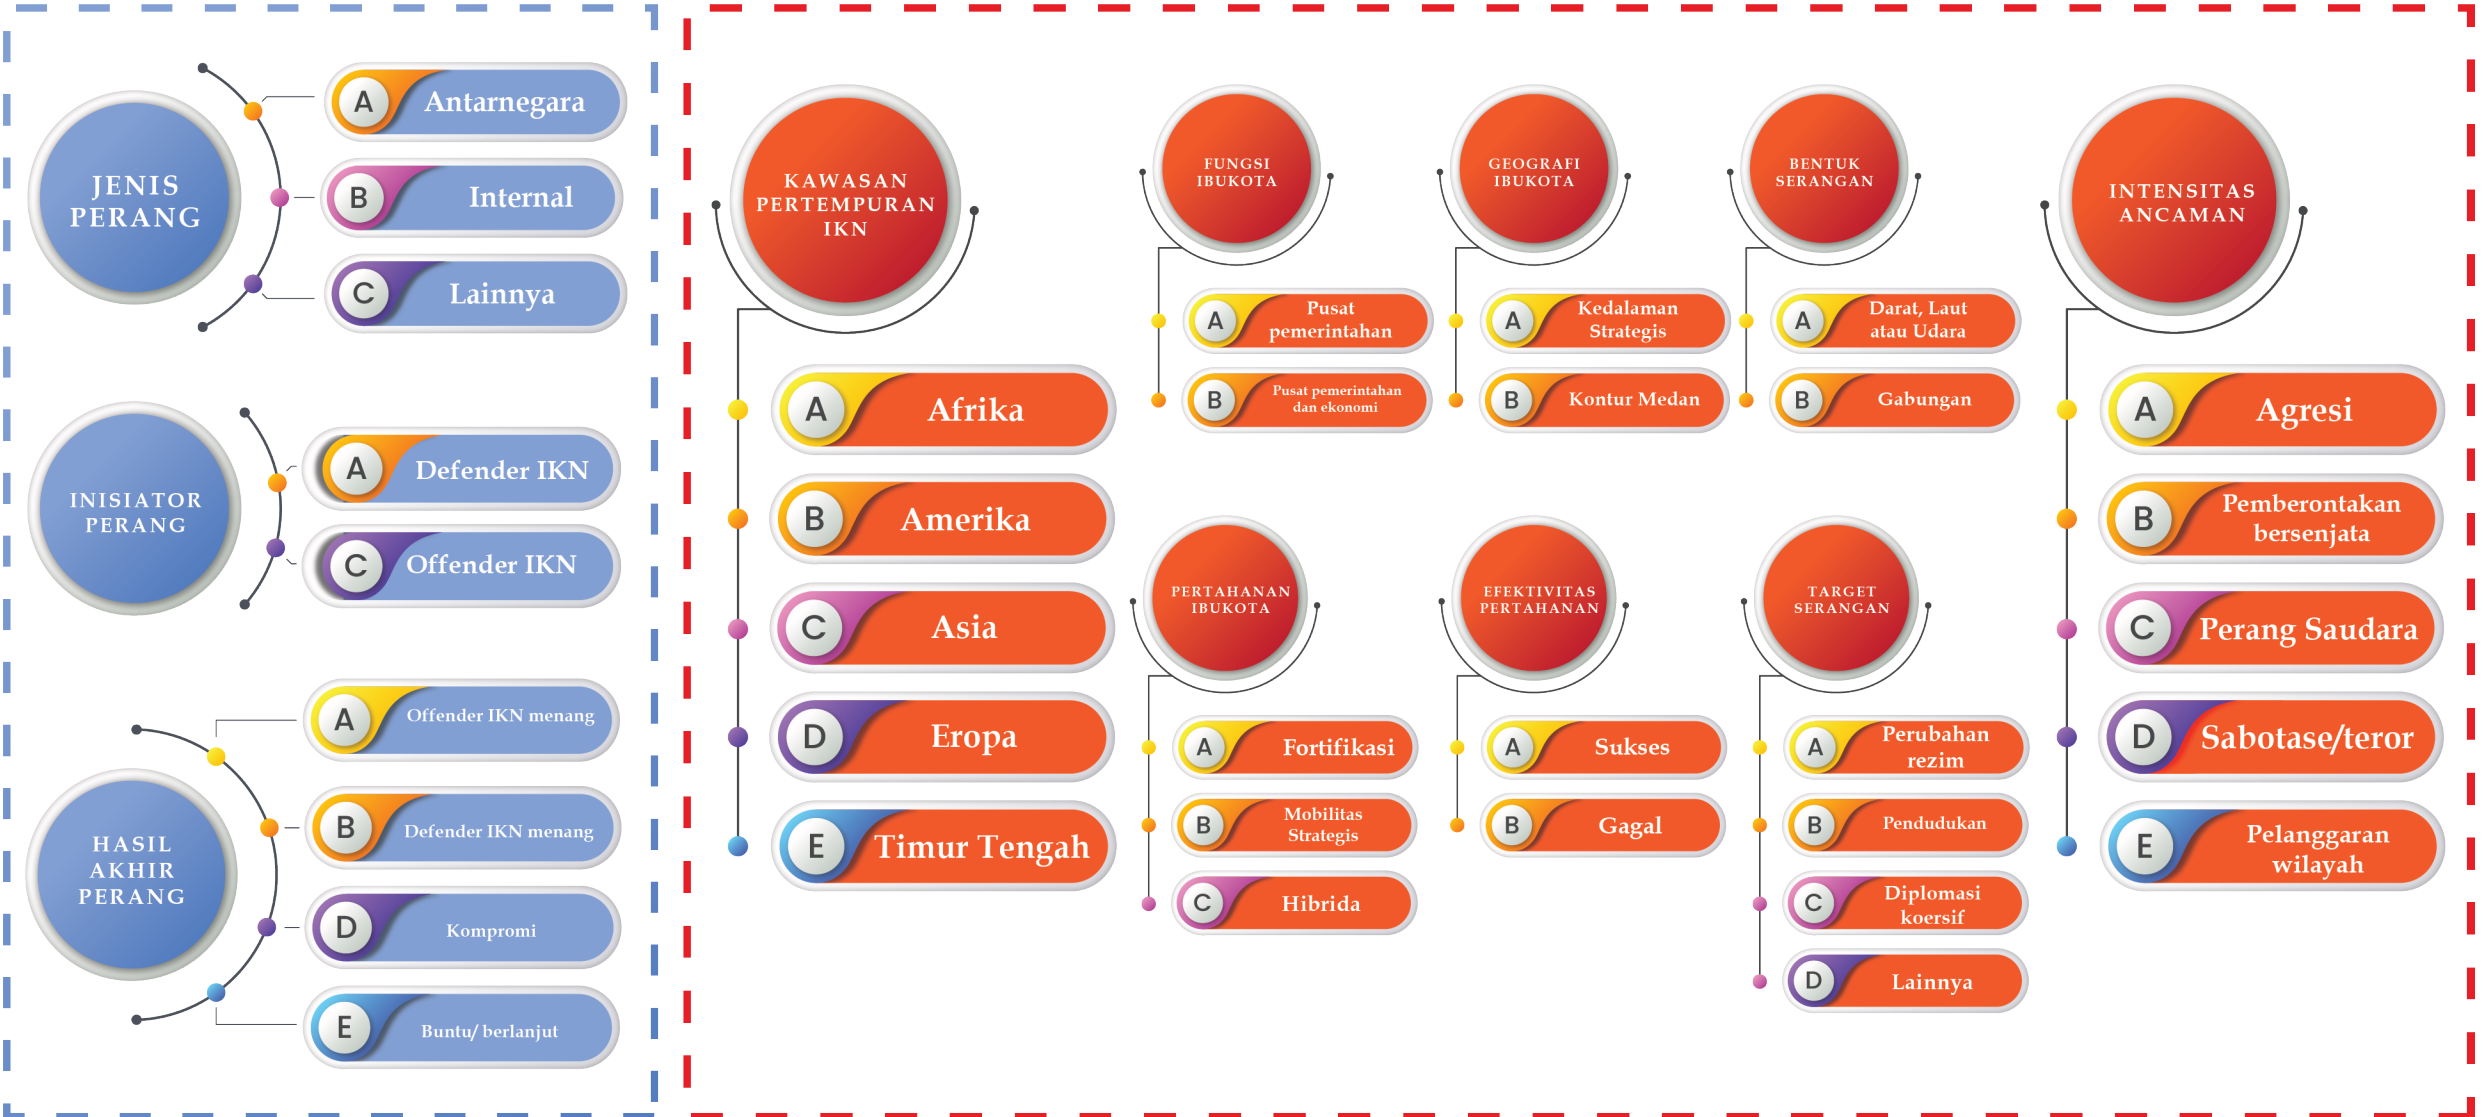 JENIS
PERANG
A
Antarnegara
B
Internal
C
Lainnya
INISIATOR
PERANG
A
Defender IKN
C
Offender IKN
HASIL
AKHIR
PERANG
A
Offender IKN menang
B
Defender IKN menang
D
Kompromi
E
Buntu/ berlanjut
KAWASAN
PERTEMPURAN
IKN
A
Afrika
B
Amerika
C
Asia
D
Eropa
E
Timur Tengah
FUNGSI
IBUKOTA
A
Pusat
pemerintahan
B
Pusat pemerintahan
dan ekonomi
GEOGRAFI
IBUKOTA
A
Kedalaman
Strategis
B
Kontur Medan
BENTUK
SERANGAN
A
Darat, Laut
atau Udara
B
Gabungan
PERTAHANAN
IBUKOTA
A
Fortifikasi
B
Mobilitas
Strategis
C
Hibrida
EFEKTIVITAS
PERTAHANAN
A
Sukses
B
Gagal
TARGET
SERANGAN
A
Perubahan
rezim
B
Pendudukan
C
Diplomasi
koersif
D
Lainnya
INTENSITAS
ANCAMAN
A
Agresi
B
Pemberontakan
bersenjata
C
Perang Saudara
D
Sabotase/teror
E
Pelanggaran
wilayah